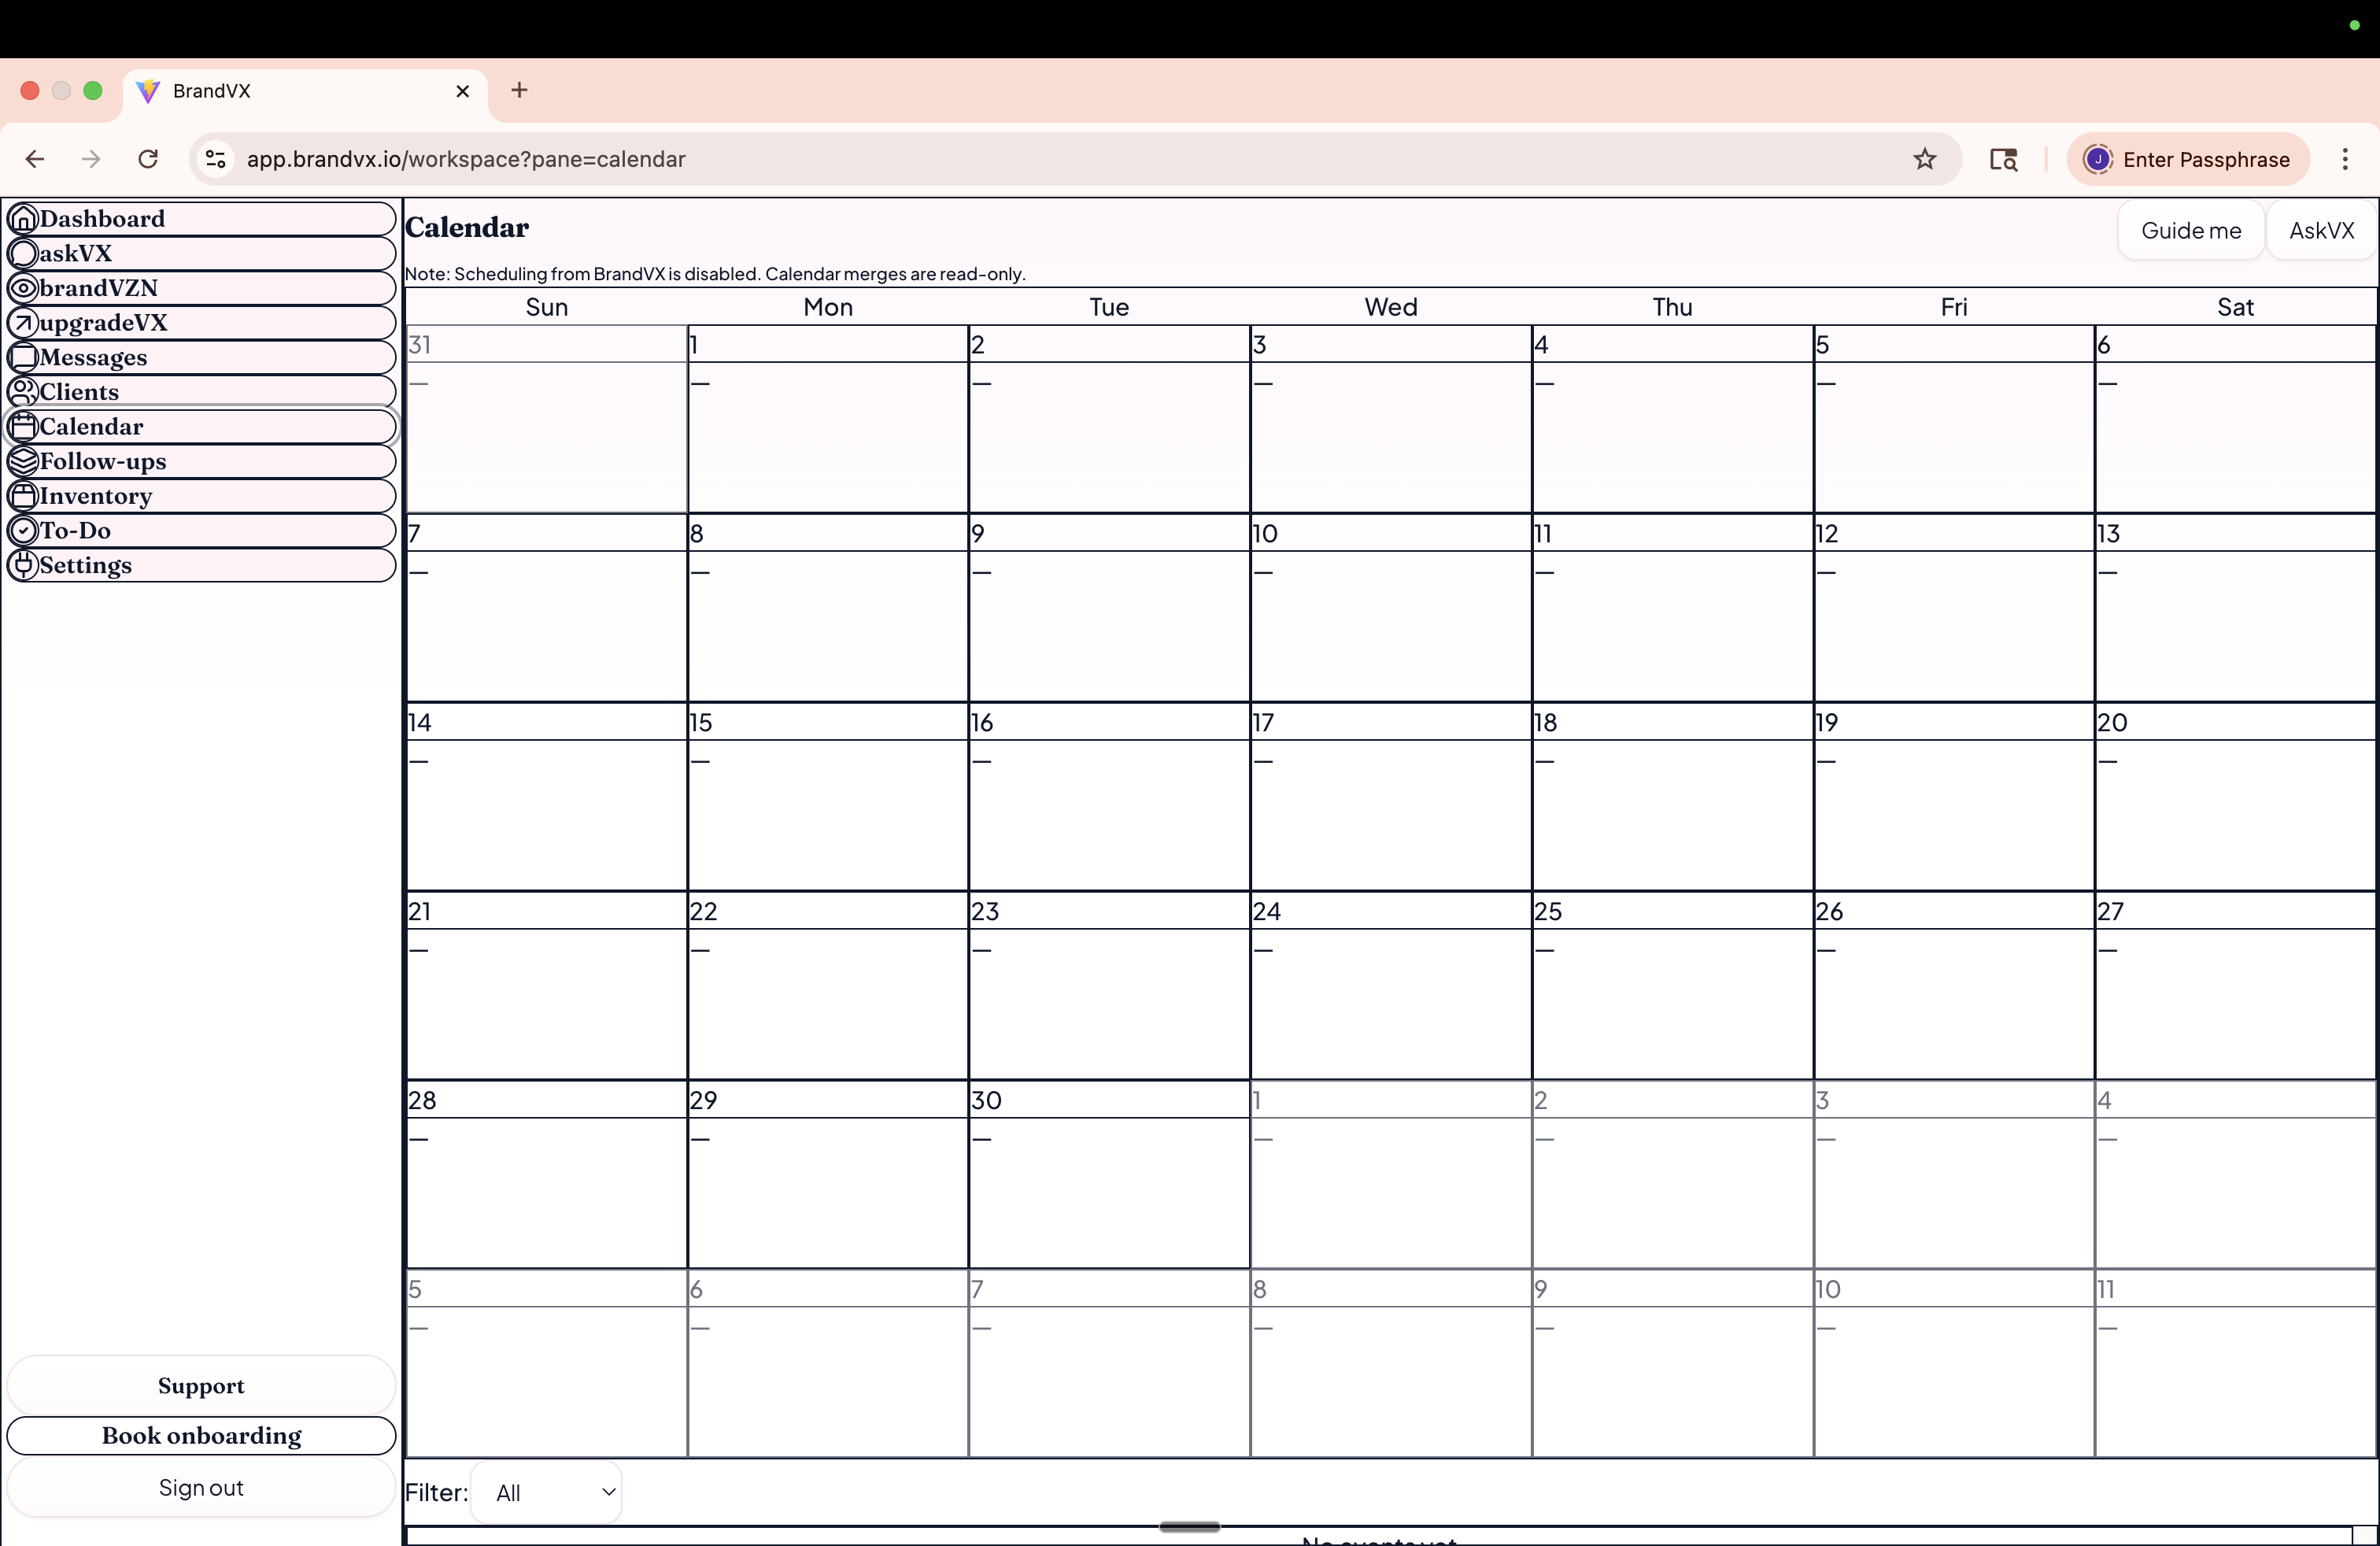 BrandVX
app.brandvx.io/workspace?pane=calendar
J
Enter Passphrase
Dashboard
askVX
brandVZN
upgradeVX
Messages
Clients
Calendar
Follow-ups
Inventory
To-Do
Settings
Support
Book onboarding
Sign out
Calendar
Guide me
AskVX
Note: Scheduling from BrandVX is disabled. Calendar merges are read-only.
Sun Mon Tue Wed Thu Fri Sat
31 1 2 3 4 5 6
— — — — — — —
7 8 9 10 11 12 13
— — — — — — —
14 15 16 17 18 19 20
— — — — — — —
21 22 23 24 25 26 27
— — — — — — —
28 29 30 1 2 3 4
— — — — — — —
5 6 7 8 9 10 11
— — — — — — —
Filter: All
No events yet